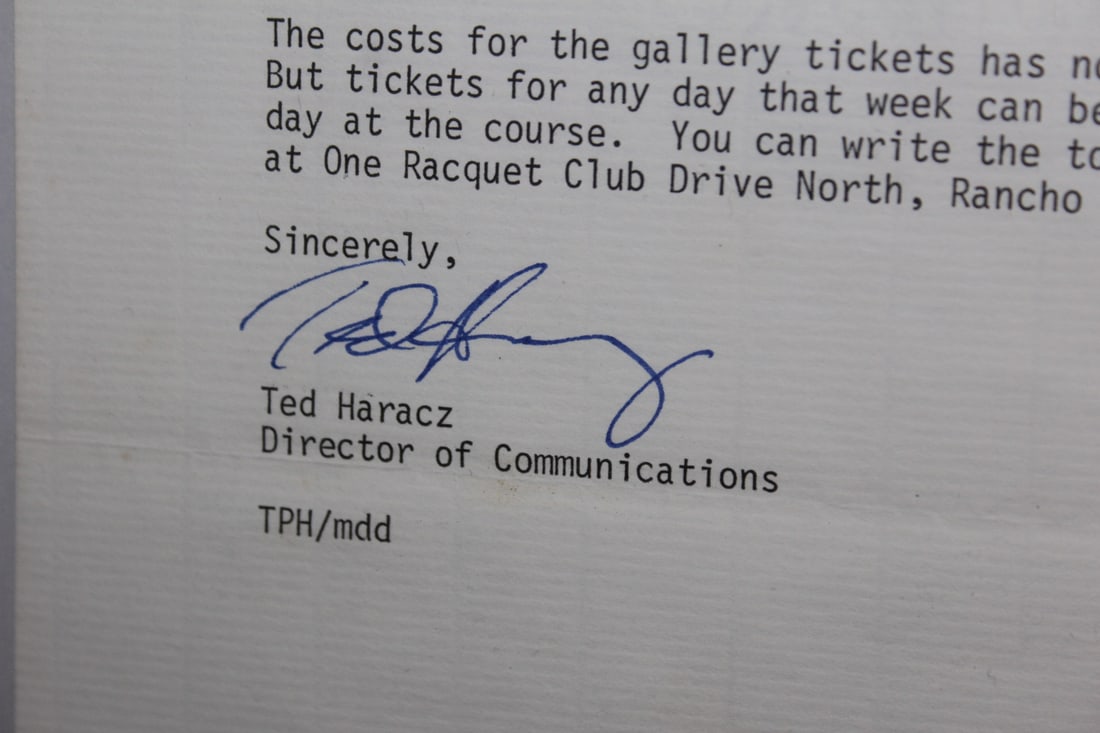 The costs for the gallery tickets has
But tickets for any day that week can
day at the course. You can write the
at One Racquet Club Drive North, Rancho
Sincerely,
Ted Haracz
Ted Haracz
Director of Communications
TPH/mdd